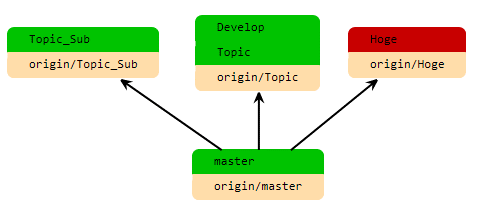 Topic_Sub
origin/Topic_Sub
Develop
Topic
origin/Topic
Hoge
origin/Hoge
master
origin/master